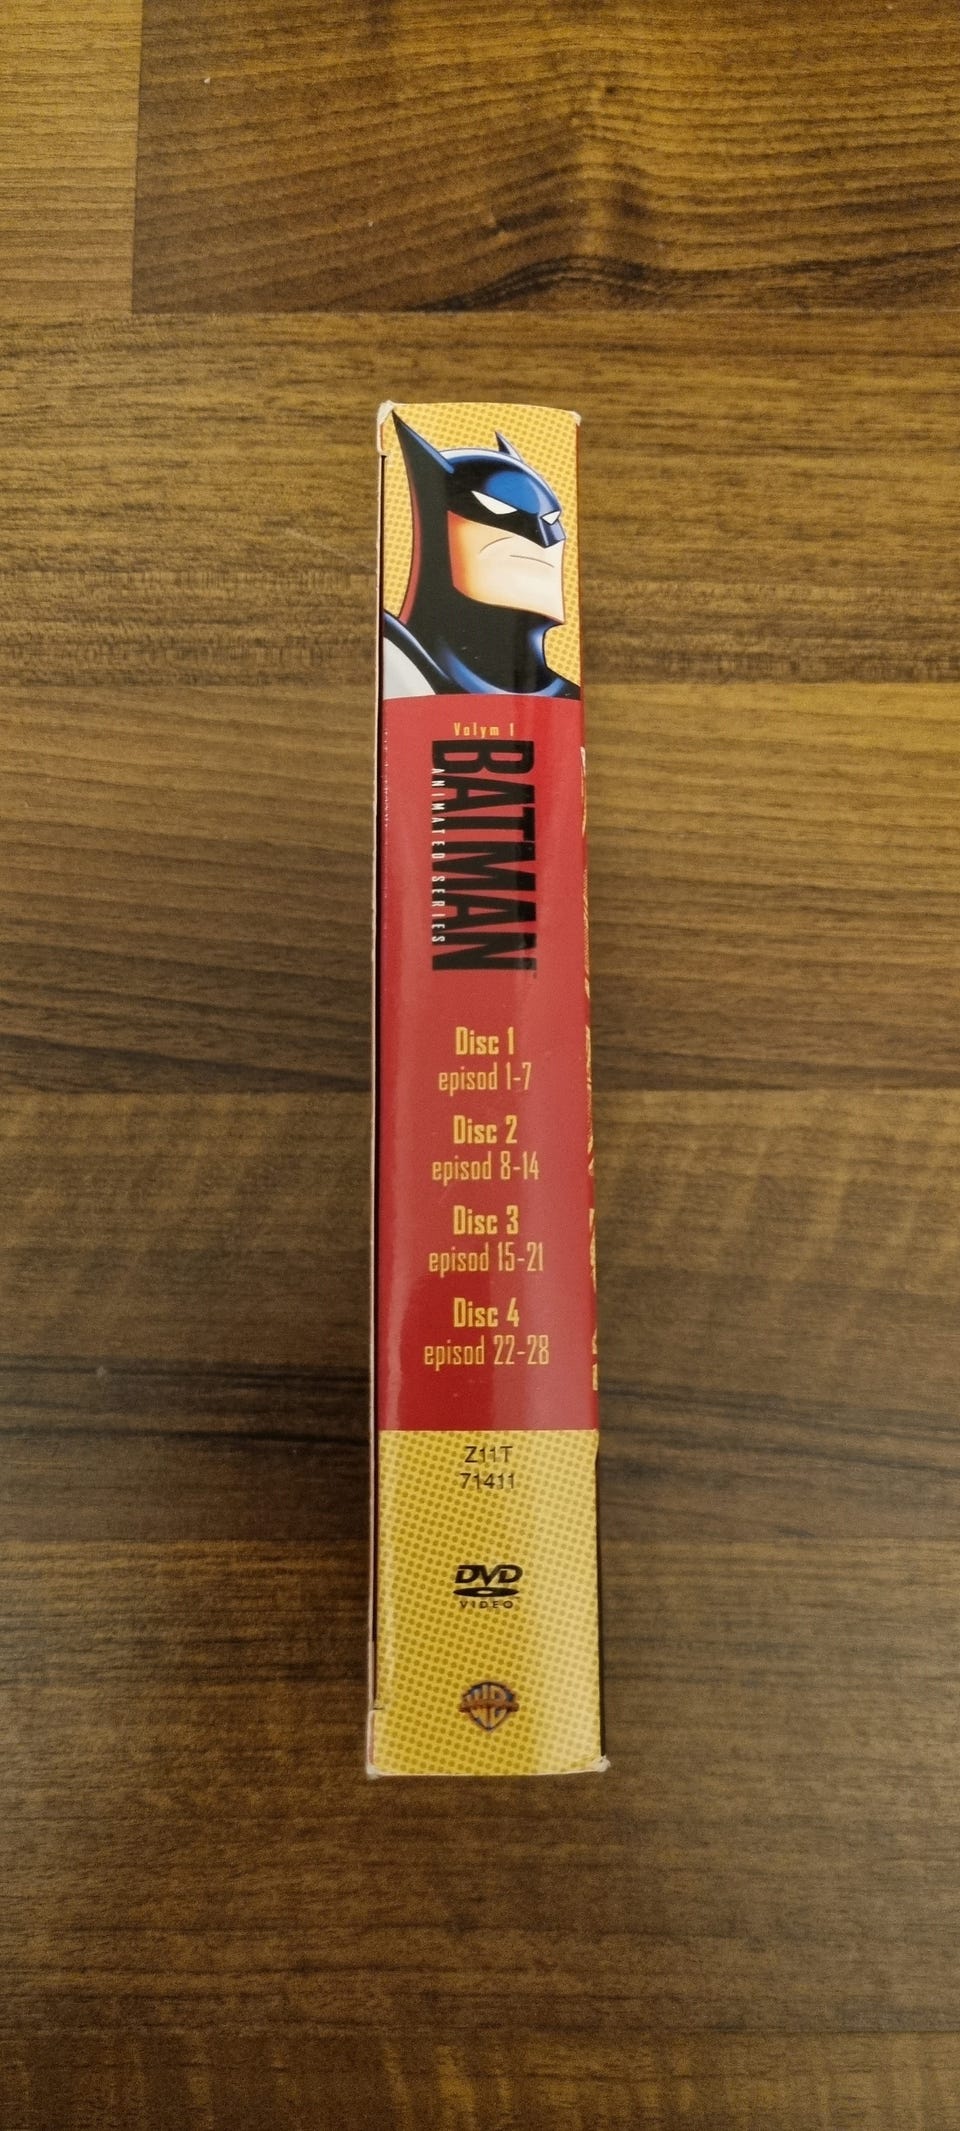 Volym 1
BATMAN
ANIMATED SERIES
Disc 1
episod 1-7
Disc 2
episod 8-14
Disc 3
episod 15-21
Disc 4
episod 22-28
Z11T
71411
DVD
VIDEO
WB